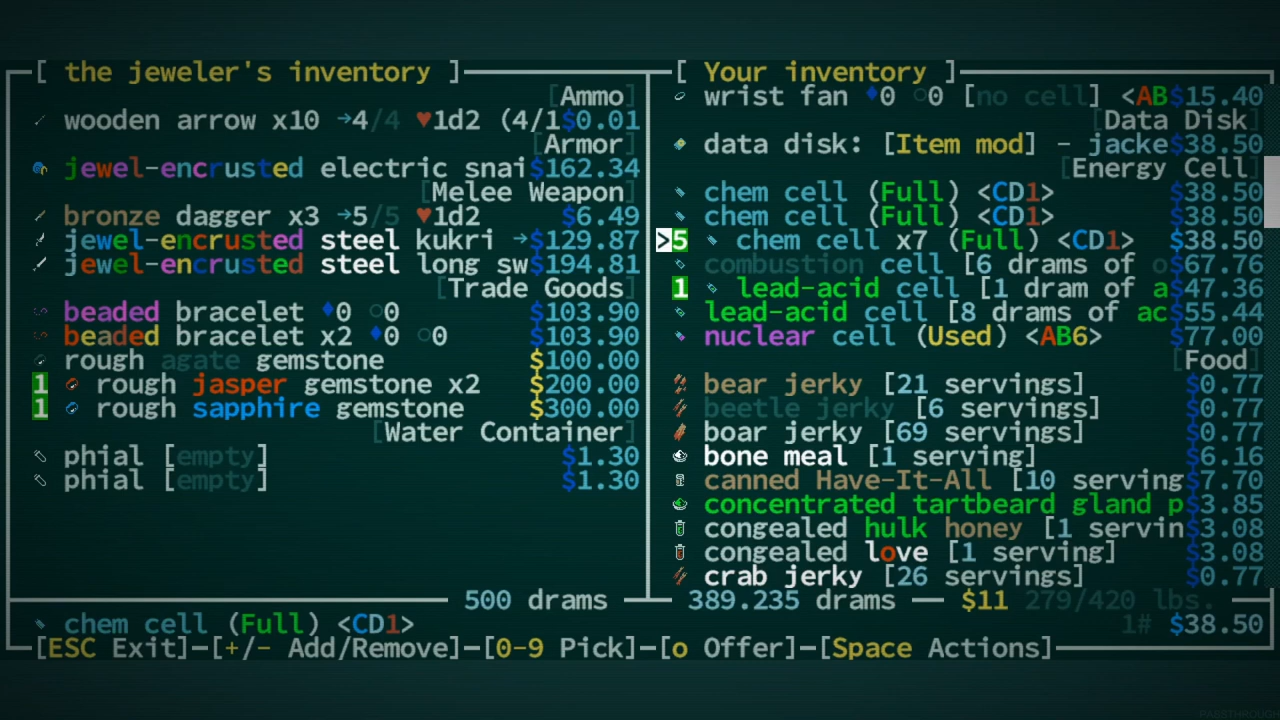 [ the jeweler's inventory ]
[Ammo]
wooden arrow x10 →4/4 ♥1d2 (4/1$0.01
[Armor]
jewel-encrusted electric snai$162.34
[Melee Weapon]
bronze dagger x3 →5/5 ♥1d2 $6.49
jewel-encrusted steel kukri →$129.87
jewel-encrusted steel long sw$194.81
[Trade Goods]
beaded bracelet ♦0 ○0 $103.90
beaded bracelet x2 ♦0 ○0 $103.90
rough agate gemstone $100.00
1 rough jasper gemstone x2 $200.00
1 rough sapphire gemstone $300.00
[Water Container]
phial [empty] $1.30
phial [empty] $1.30
500 drams
[ Your inventory ]
wrist fan ♦0 ○0 [no cell] <AB$15.40
[Data Disk]
data disk: [Item mod] - jacke$38.50
[Energy Cell]
chem cell (Full) <CD1> $38.50
chem cell (Full) <CD1> $38.50
>5 chem cell x7 (Full) <CD1> $38.50
combustion cell [6 drams of o$67.76
1 lead-acid cell [1 dram of a$47.36
lead-acid cell [8 drams of ac$55.44
nuclear cell (Used) <AB6> $77.00
[Food]
bear jerky [21 servings] $0.77
beetle jerky [6 servings] $0.77
boar jerky [69 servings] $0.77
bone meal [1 serving] $6.16
canned Have-It-All [10 serving$7.70
concentrated tartbeard gland p$3.85
congealed hulk honey [1 servin$3.08
congealed love [1 serving] $3.08
crab jerky [26 servings] $0.77
389.235 drams — $11 279/420 lbs.
chem cell (Full) <CD1> 1# $38.50
[ESC Exit]-[+/- Add/Remove]-[0-9 Pick]-[o Offer]-[Space Actions]